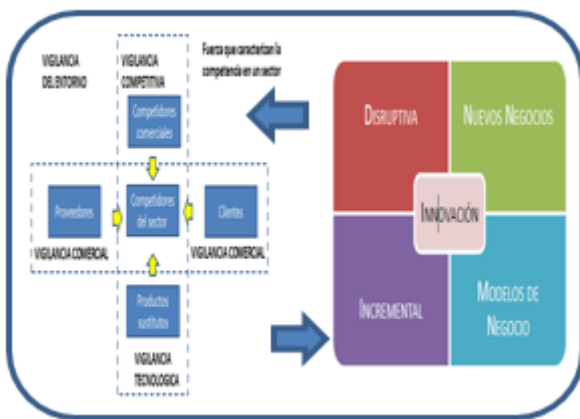 VIGILANCIA
DEL ENTORNO
VIGILANCIA
COMPETITIVA
Fuerza que caracterizan la
competencia en un sector
Competidores
comerciales
Proveedores
Competidores
del sector
Clientes
VIGILANCIA COMERCIAL
VIGILANCIA COMERCIAL
Productos
sustitutos
VIGILANCIA
TECNOLOGICA
DISRUPTIVA
NUEVOS NEGOCIOS
INNOVACIÓN
INCREMENTAL
MODELOS DE
NEGOCIO